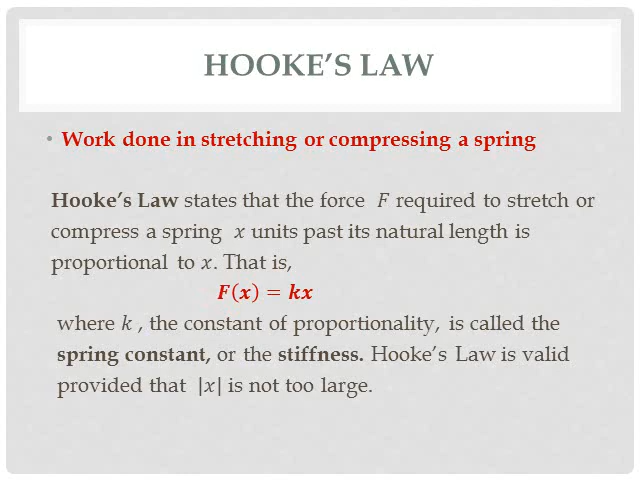 HOOKE’S LAW
• Work done in stretching or compressing a spring
Hooke’s Law states that the force F required to stretch or
compress a spring x units past its natural length is
proportional to x. That is,
F(x) = kx
where k , the constant of proportionality, is called the
spring constant, or the stiffness. Hooke’s Law is valid
provided that |x| is not too large.